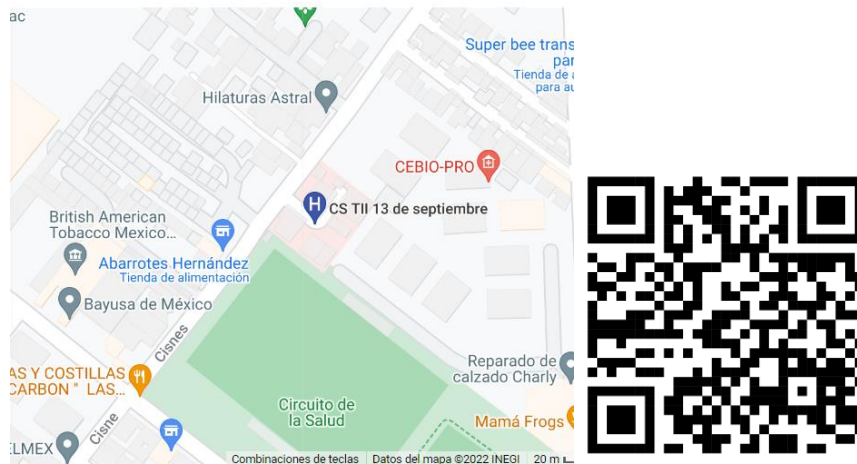 ac
Super bee trans
par
Tienda de a
para au
Hilaturas Astral
CEBIO-PRO
H
CS TII 13 de septiembre
British American
Tobacco Mexico...
Abarrotes Hernández
Tienda de alimentación
Bayusa de México
Cisnes
AS Y COSTILLAS
CARBON " LAS...
Reparado de
calzado Charly
Circuito de
la Salud
Mamá Frogs
Cisne
ELMEX
Combinaciones de teclas
Datos del mapa ©2022 INEGI
20 m